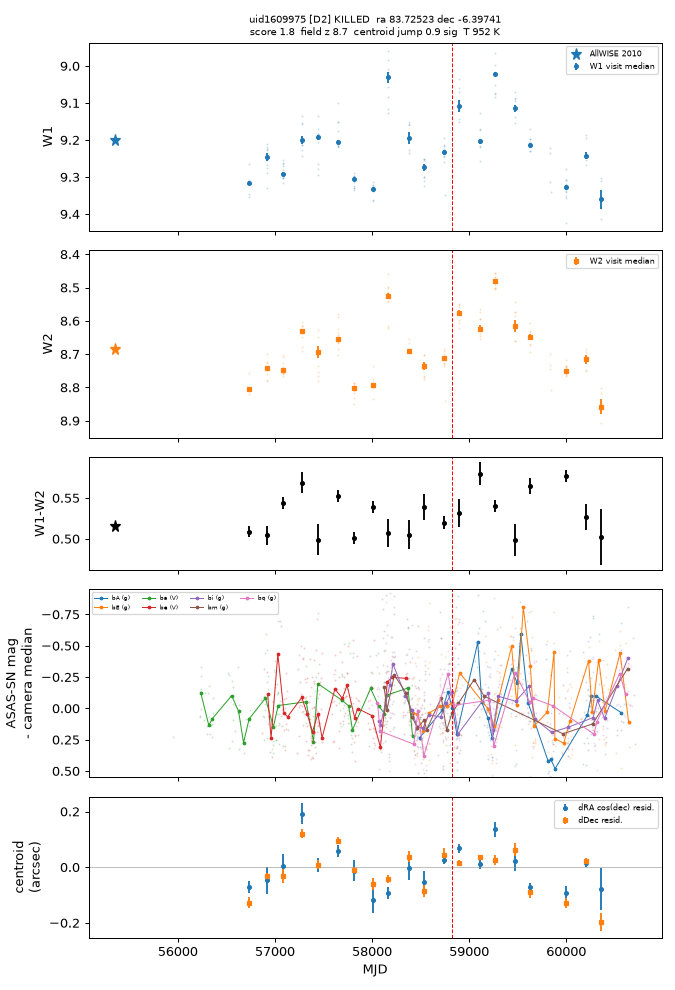 uid1609975 [D2] KILLED ra 83.72523 dec -6.39741
score 1.8 field z 8.7 centroid jump 0.9 sig T 952 K
W1
9.0
9.1
9.2
9.3
9.4
AllWISE 2010
W1 visit median
W2
8.4
8.5
8.6
8.7
8.8
8.9
W2 visit median
W1-W2
0.55
0.50
ASAS-SN mag
- camera median
−0.75
−0.50
−0.25
0.00
0.25
0.50
bA (g)
bE (g)
ba (V)
be (V)
bi (g)
bm (g)
bq (g)
centroid
(arcsec)
0.2
0.0
−0.2
dRA cos(dec) resid.
dDec resid.
56000
57000
58000
59000
60000
MJD